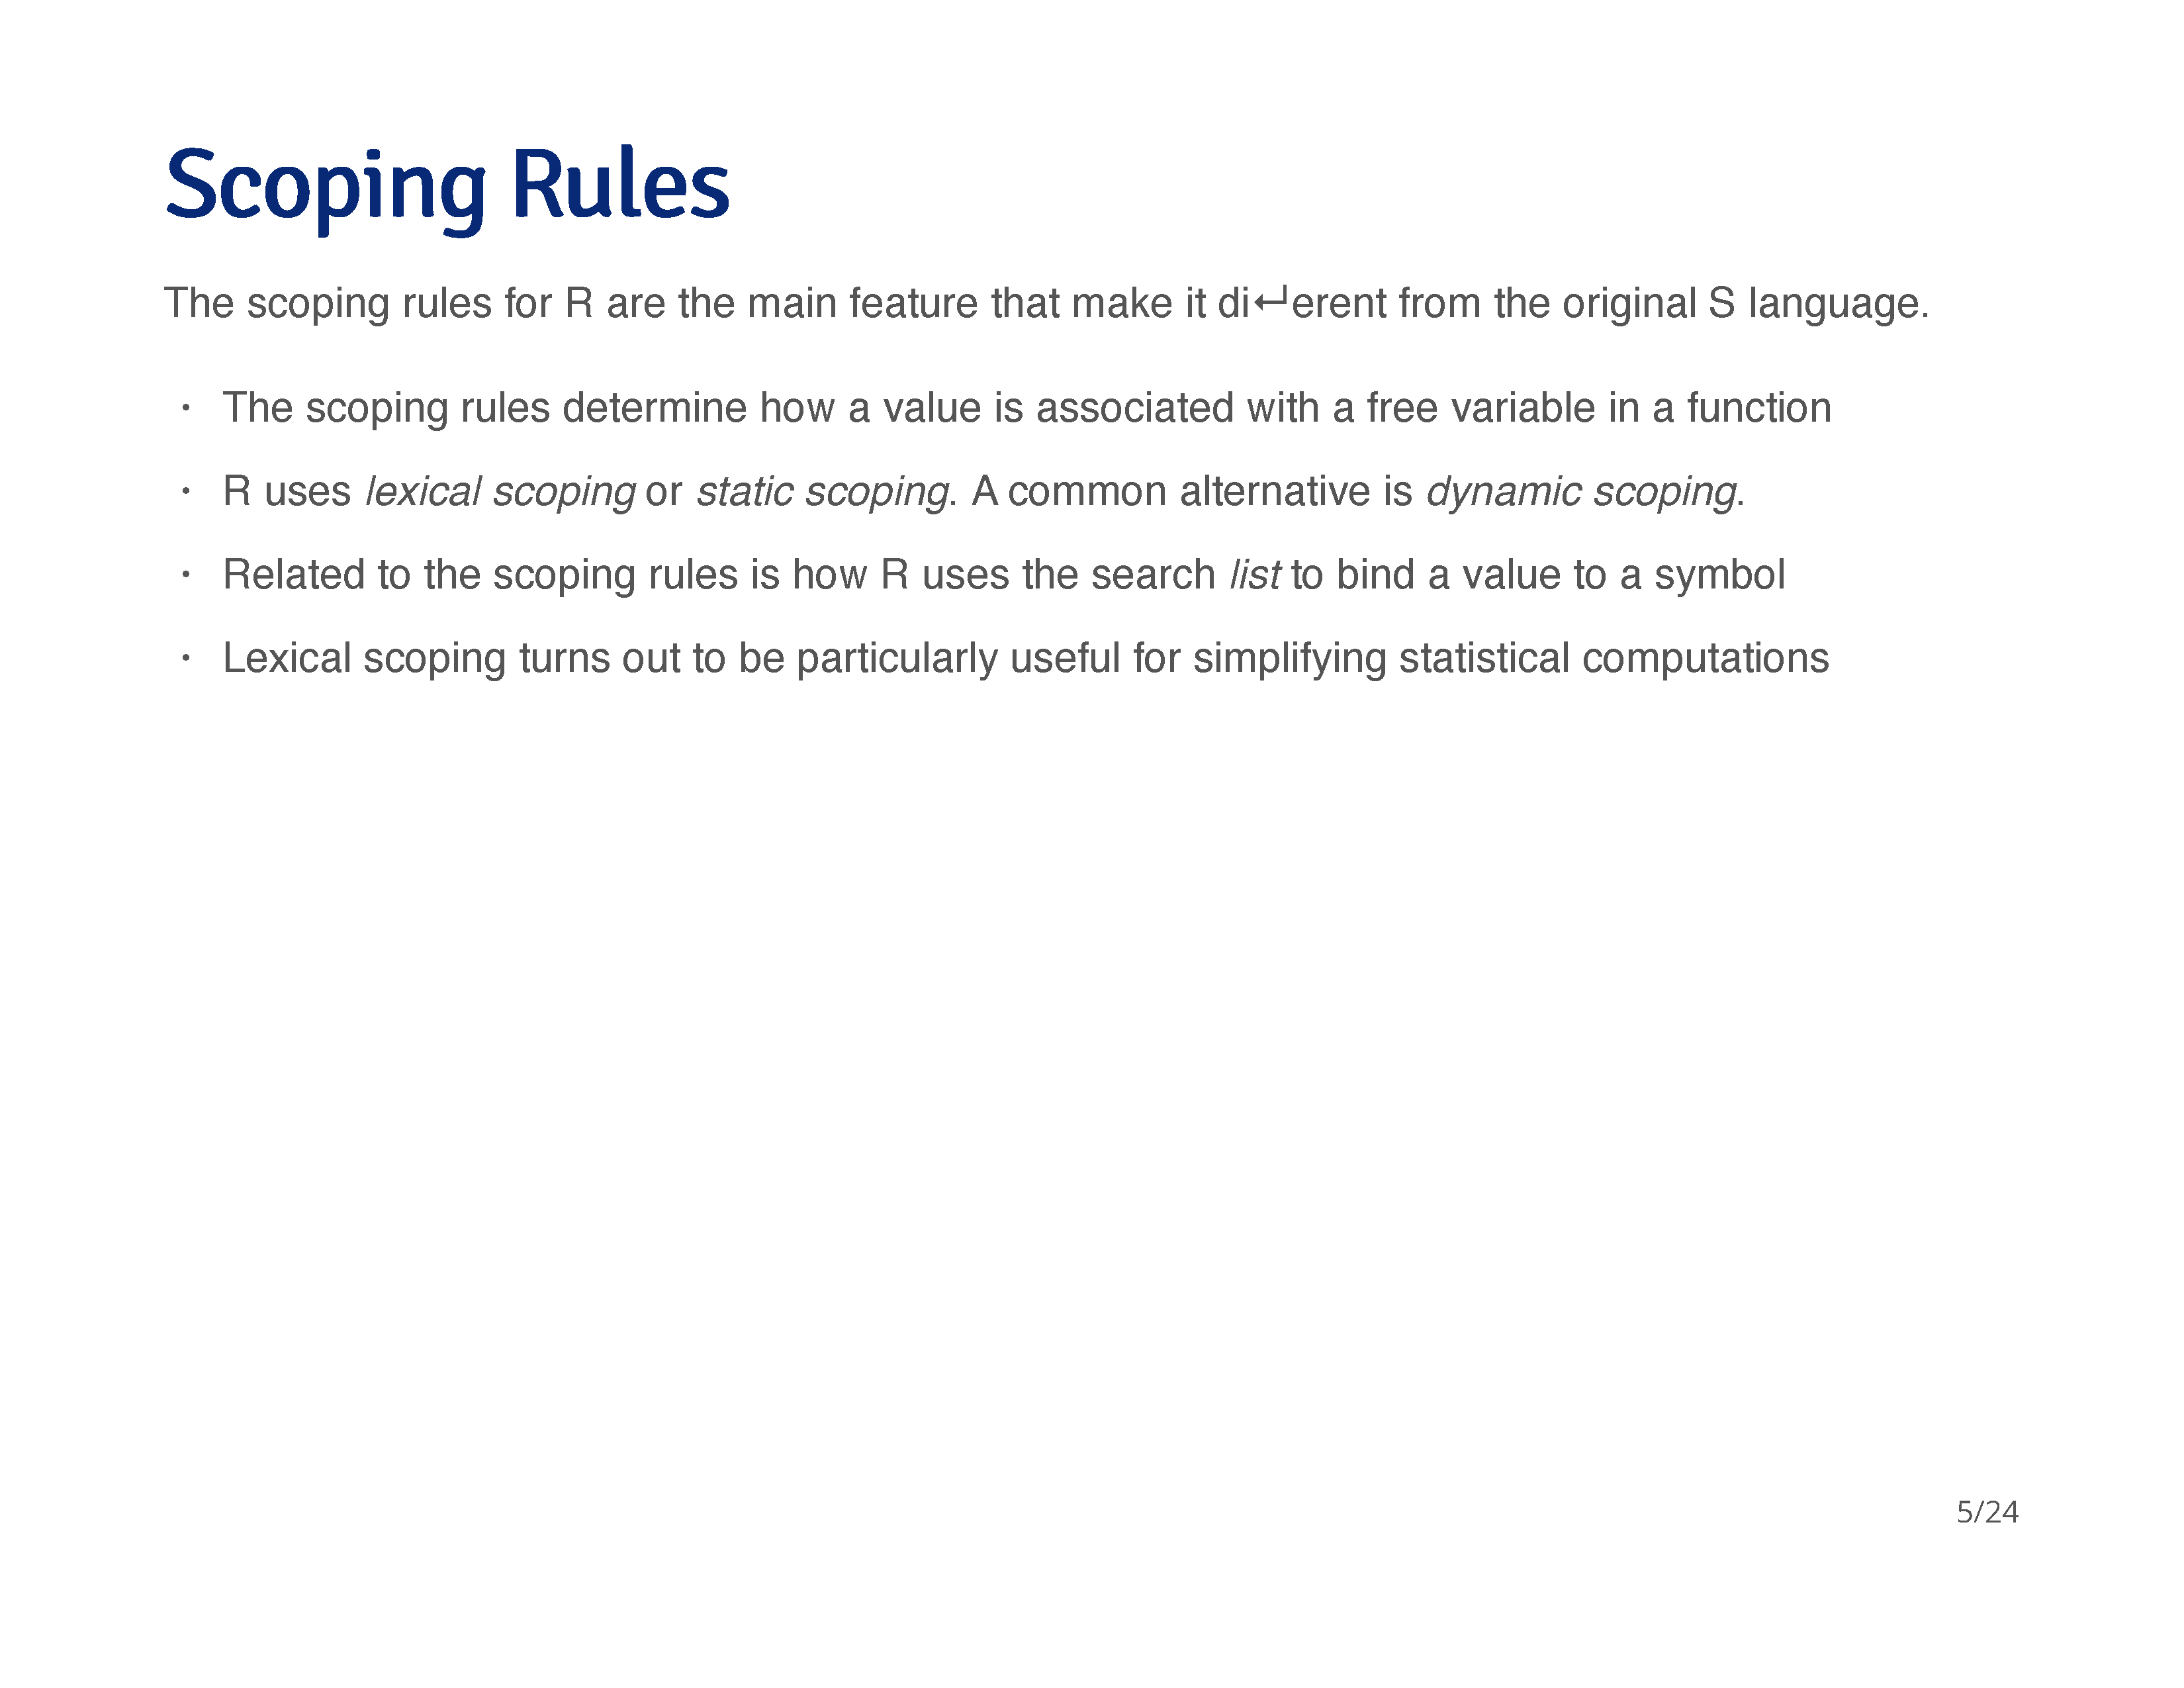 Scoping Rules
The scoping rules for R are the main feature that make it di↵erent from the original S language.
· The scoping rules determine how a value is associated with a free variable in a function
· R uses lexical scoping or static scoping. A common alternative is dynamic scoping.
· Related to the scoping rules is how R uses the search list to bind a value to a symbol
· Lexical scoping turns out to be particularly useful for simplifying statistical computations
5/24